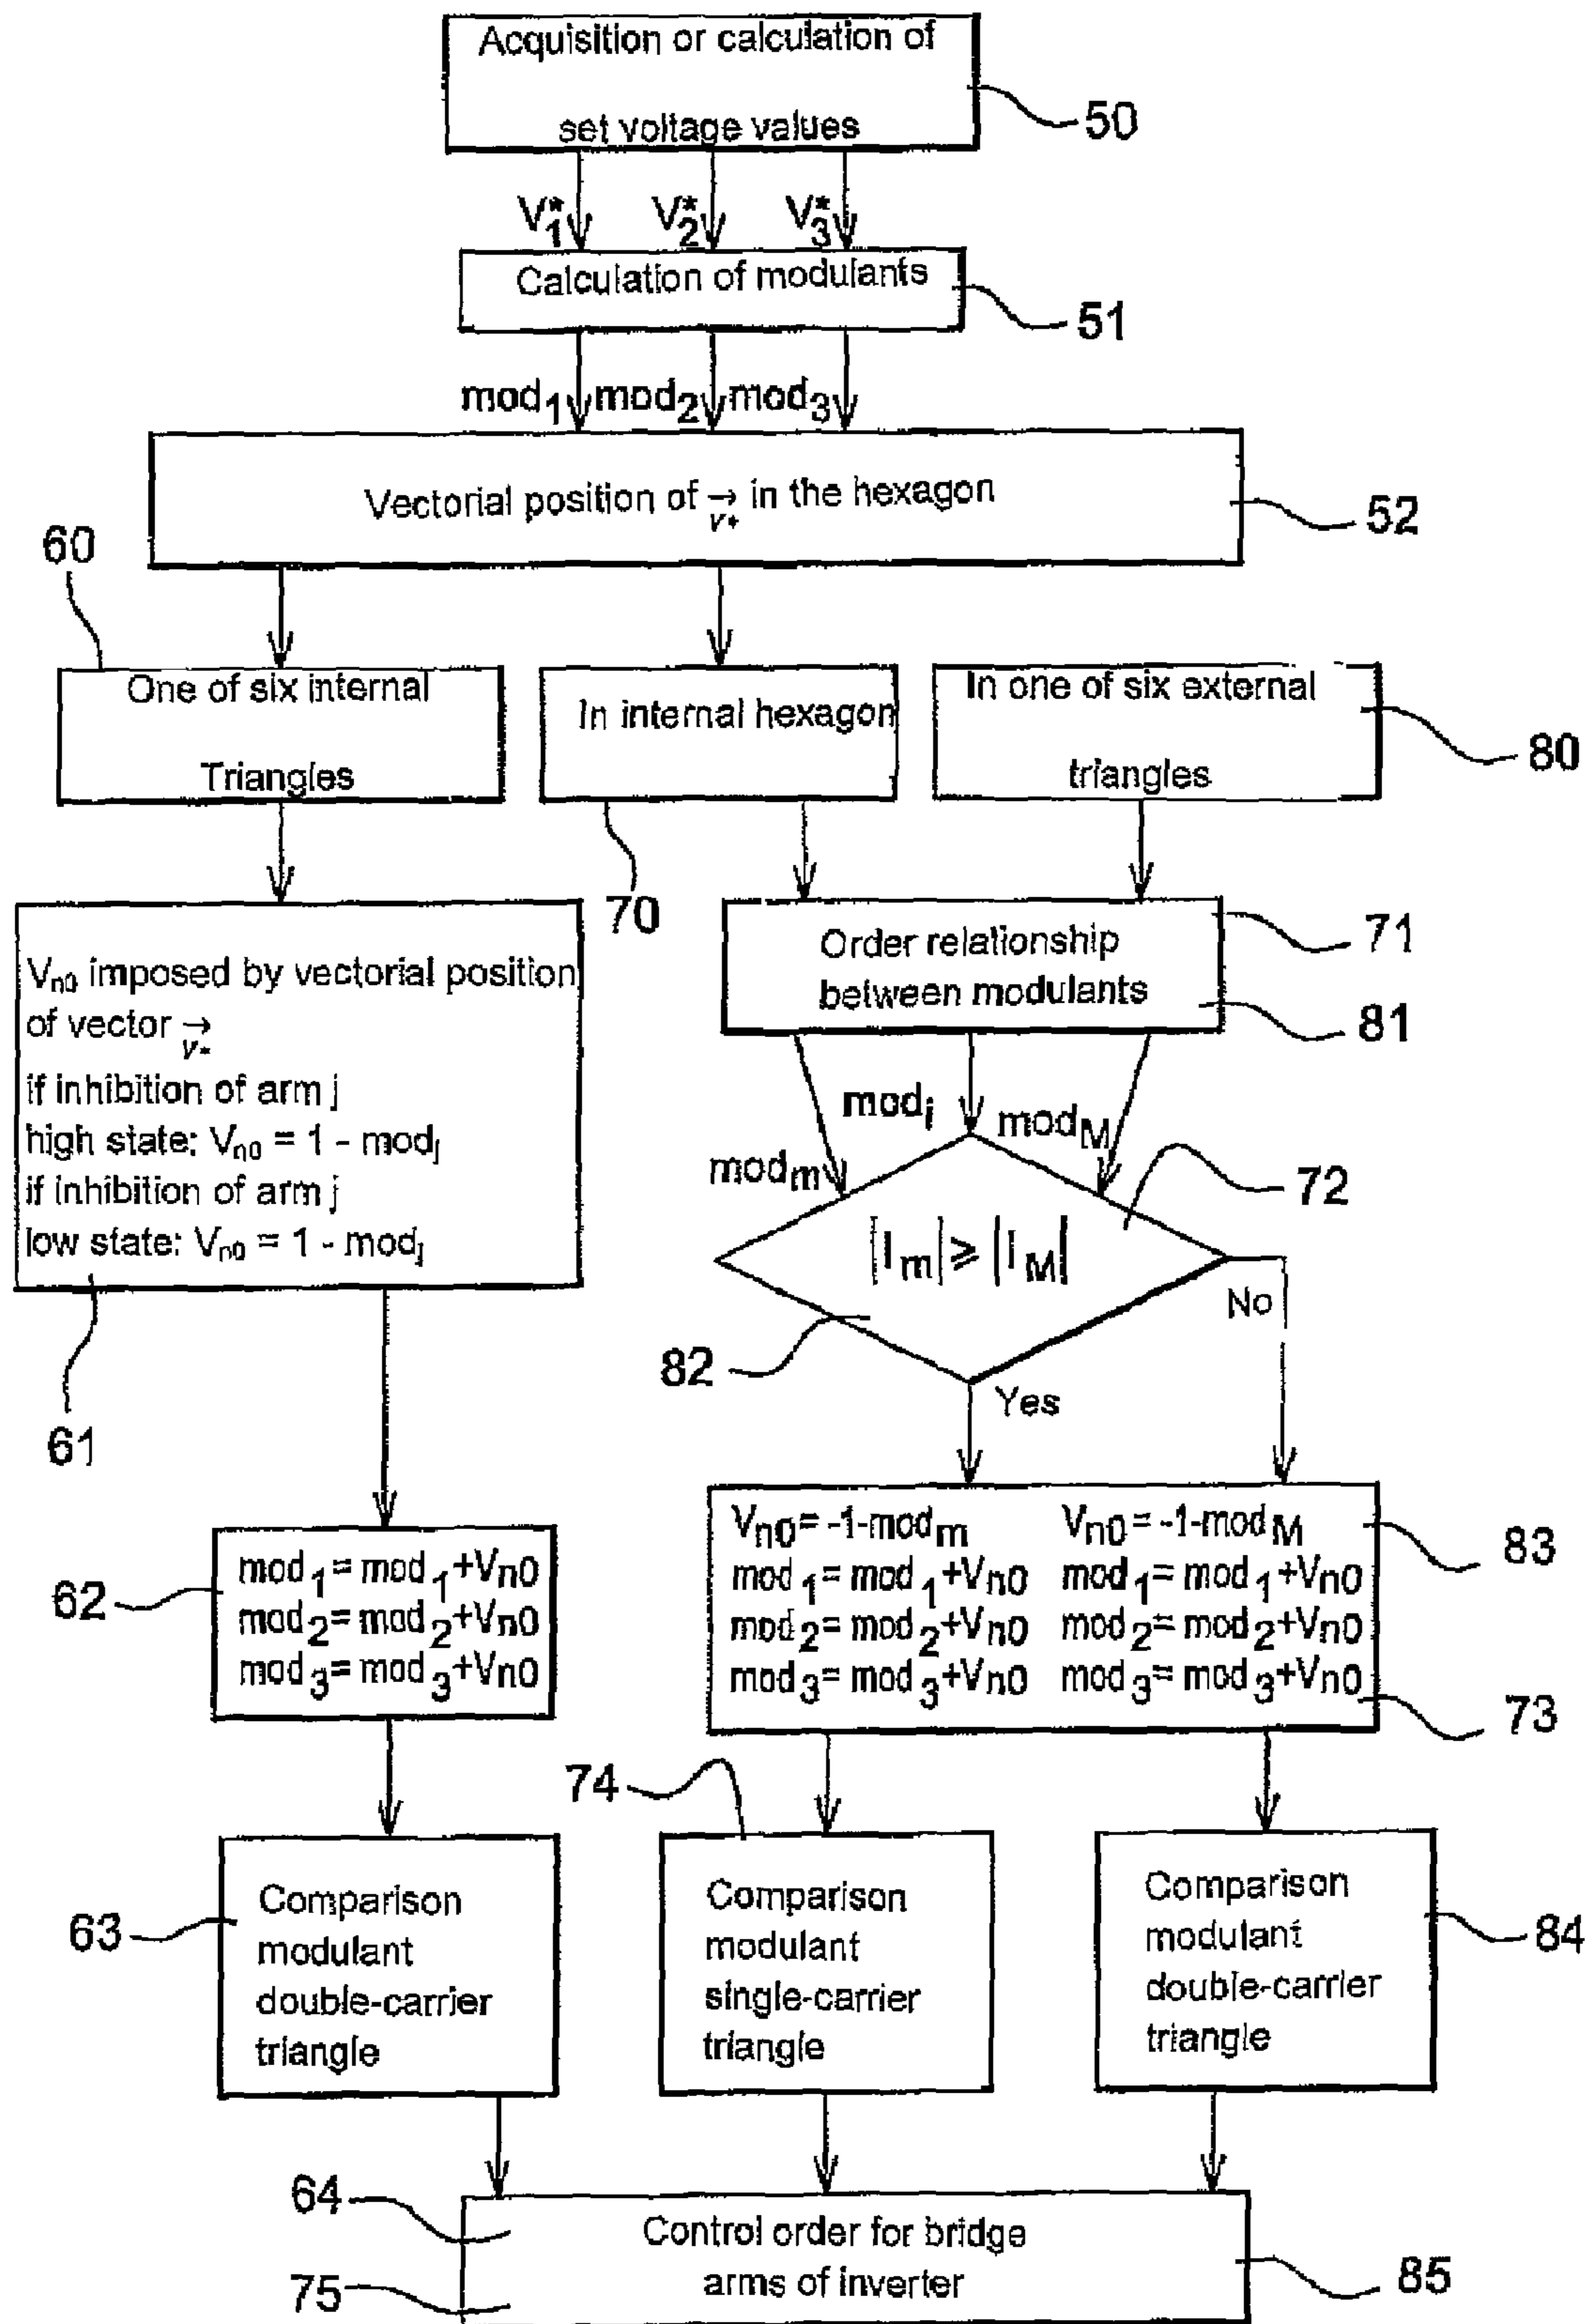 Acquisition or calculation of
set voltage values
50
V*1 V*2 V*3
Calculation of modulants
51
mod1 mod2 mod3
Vectorial position of →v* in the hexagon
52
60
One of six internal
Triangles
In internal hexagon
70
In one of six external
triangles
80
Vn0 imposed by vectorial position
of vector →v*
if inhibition of arm j
high state: Vn0 = 1 - modj
if inhibition of arm j
low state: Vn0 = 1 - modj
61
Order relationship
between modulants
71
81
modm
modi
modM
|Im| ⩾ |IM|
72
82
No
Yes
62
mod1= mod1+Vn0
mod2= mod2+Vn0
mod3= mod3+Vn0
Vn0= -1-modm Vn0= -1-modM
mod1= mod1+Vn0 mod1= mod1+Vn0
mod2= mod2+Vn0 mod2= mod2+Vn0
mod3= mod3+Vn0 mod3= mod3+Vn0
83
73
63
Comparison
modulant
double-carrier
triangle
74
Comparison
modulant
single-carrier
triangle
Comparison
modulant
double-carrier
triangle
84
64
75
Control order for bridge
arms of inverter
85